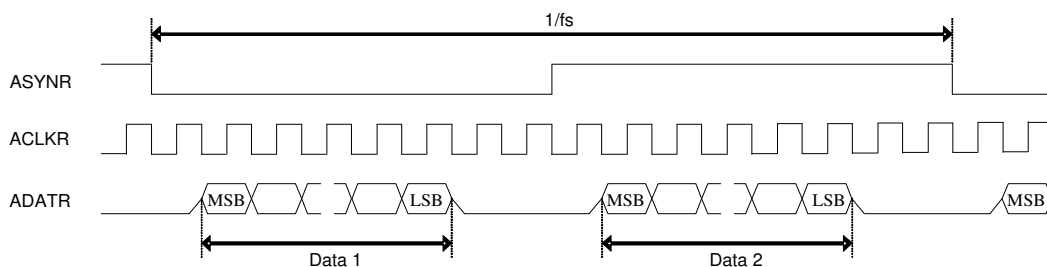 1/fs
ASYNR
ACLKR
ADATR MSB LSB MSB LSB MSB
Data 1 Data 2